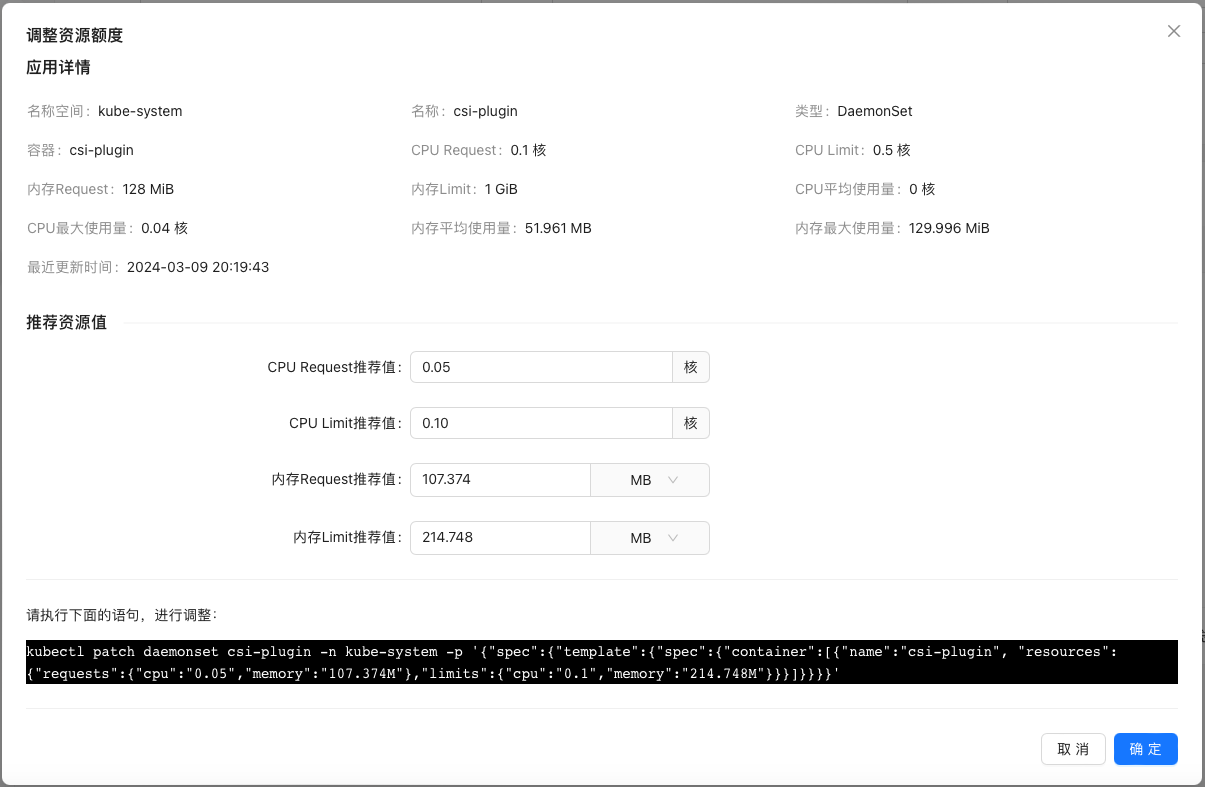 调整资源额度
应用详情
名称空间： kube-system
名称： csi-plugin
类型： DaemonSet
容器： csi-plugin
CPU Request： 0.1 核
CPU Limit： 0.5 核
内存Request： 128 MiB
内存Limit： 1 GiB
CPU平均使用量： 0 核
CPU最大使用量： 0.04 核
内存平均使用量： 51.961 MB
内存最大使用量： 129.996 MiB
最近更新时间： 2024-03-09 20:19:43
推荐资源值
CPU Request推荐值： 0.05 核
CPU Limit推荐值： 0.10 核
内存Request推荐值： 107.374 MB
内存Limit推荐值： 214.748 MB
请执行下面的语句，进行调整：
kubectl patch daemonset csi-plugin -n kube-system -p '{"spec":{"template":{"spec":{"container":[{"name":"csi-plugin", "resources":
{"requests":{"cpu":"0.05","memory":"107.374M"},"limits":{"cpu":"0.1","memory":"214.748M"}}}]}}}}'
取 消
确 定